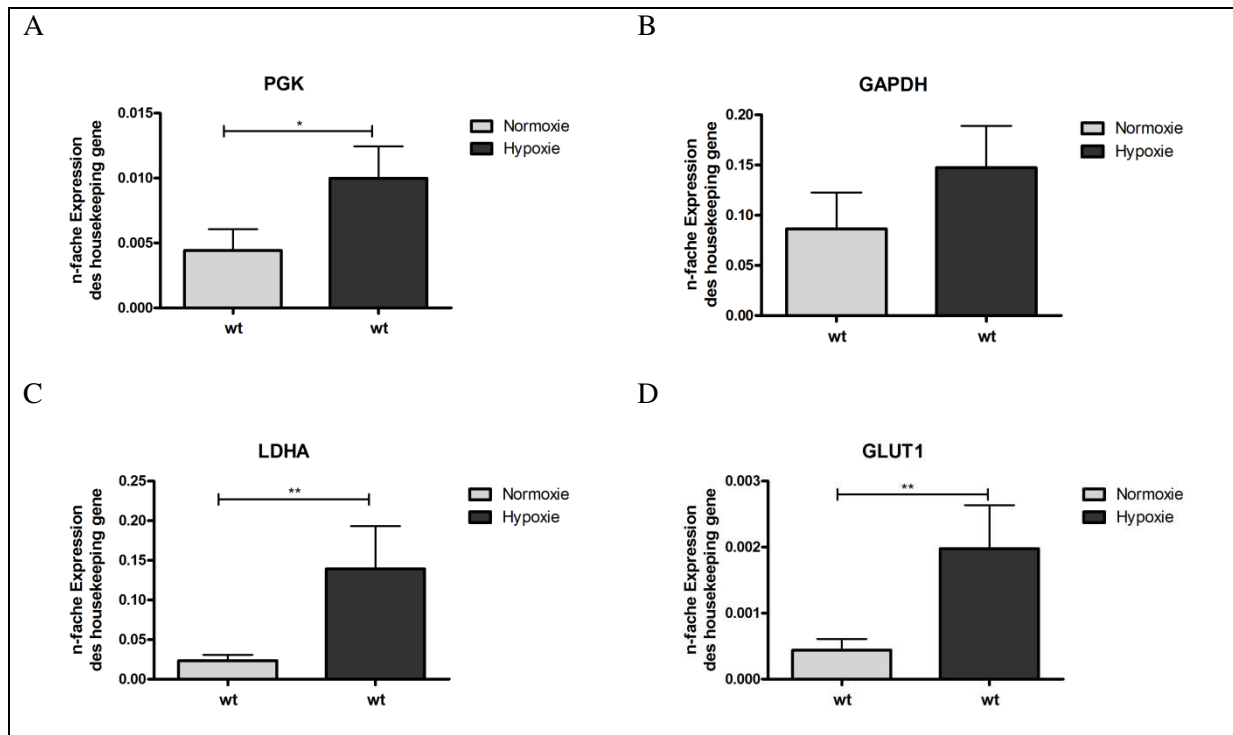 A
PGK
n-fache Expression
des housekeeping gene
0.015
0.010
0.005
0.000
*
wt
wt
Normoxie
Hypoxie
B
GAPDH
n-fache Expression
des housekeeping gene
0.20
0.15
0.10
0.05
0.00
wt
wt
Normoxie
Hypoxie
C
LDHA
n-fache Expression
des housekeeping gene
0.25
0.20
0.15
0.10
0.05
0.00
**
wt
wt
Normoxie
Hypoxie
D
GLUT1
n-fache Expression
des housekeeping gene
0.003
0.002
0.001
0.000
**
wt
wt
Normoxie
Hypoxie